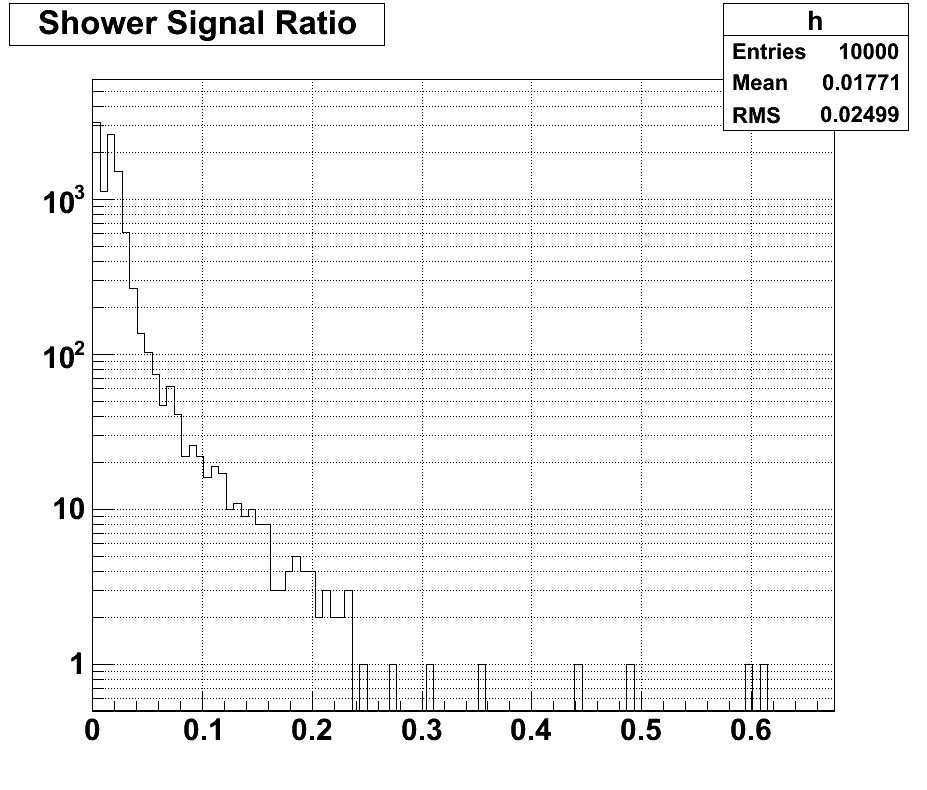 Shower Signal Ratio
h
Entries 10000
Mean 0.01771
RMS 0.02499
10³
10²
10
1
0 0.1 0.2 0.3 0.4 0.5 0.6